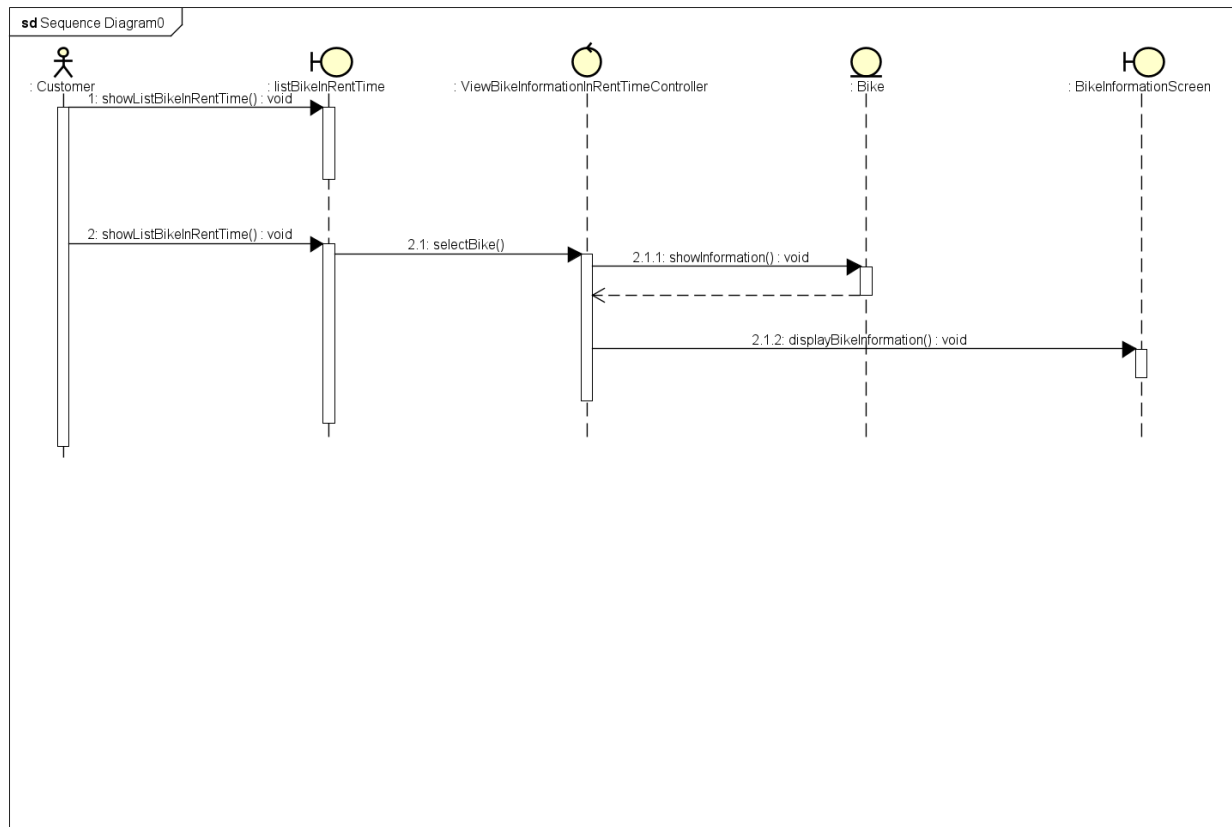 sd Sequence Diagram0
: Customer
: listBikeInRentTime
: ViewBikeInformationInRentTimeController
: Bike
: BikeInformationScreen
1: showListBikeInRentTime() : void
2: showListBikeInRentTime() : void
2.1: selectBike()
2.1.1: showInformation() : void
2.1.2: displayBikeInformation() : void